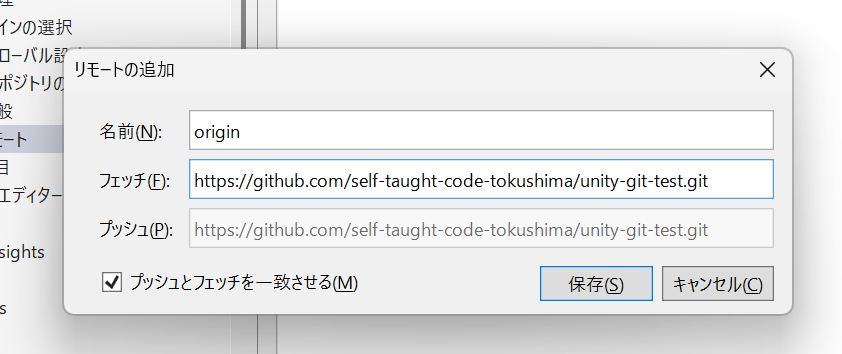 インの選択
ローバル設定
ポジトリの
般
モート
目
エディター
sights
s
リモートの追加
名前(N):
origin
フェッチ(F):
https://github.com/self-taught-code-tokushima/unity-git-test.git
プッシュ(P):
https://github.com/self-taught-code-tokushima/unity-git-test.git
プッシュとフェッチを一致させる(M)
保存(S)
キャンセル(C)